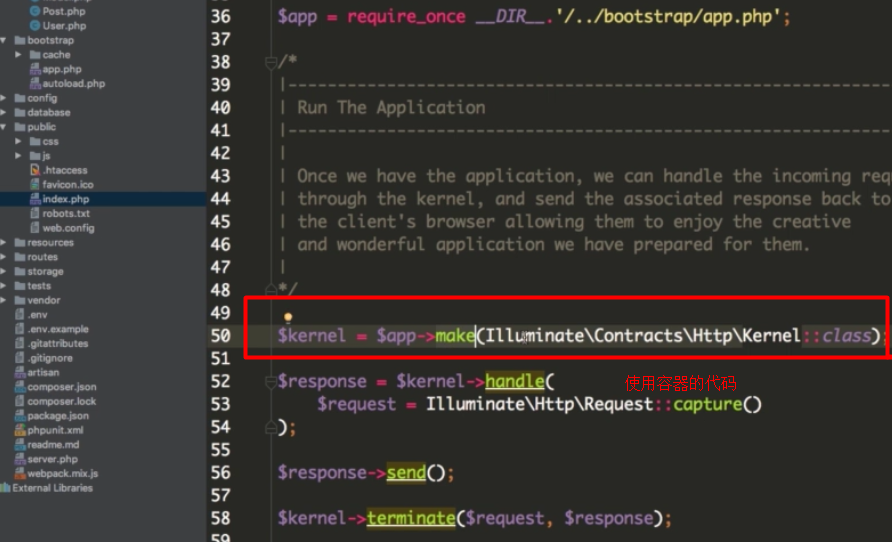 Post.php
User.php
bootstrap
cache
app.php
autoload.php
config
database
public
css
js
.htaccess
favicon.ico
index.php
robots.txt
web.config
resources
routes
storage
tests
vendor
.env
.env.example
.gitattributes
.gitignore
artisan
composer.json
composer.lock
package.json
phpunit.xml
readme.md
server.php
webpack.mix.js
External Libraries
36 $app = require_once __DIR__.'/../bootstrap/app.php';
37
38 /*
39 |--------------------------------------------------------------
40 | Run The Application
41 |--------------------------------------------------------------
42 |
43 | Once we have the application, we can handle the incoming requ
44 | through the kernel, and send the associated response back to
45 | the client's browser allowing them to enjoy the creative
46 | and wonderful application we have prepared for them.
47 |
48 */
49
50 $kernel = $app->make(Illuminate\Contracts\Http\Kernel::class);
51
52 $response = $kernel->handle(
使用容器的代码
53 $request = Illuminate\Http\Request::capture()
54 );
55
56 $response->send();
57
58 $kernel->terminate($request, $response);
59